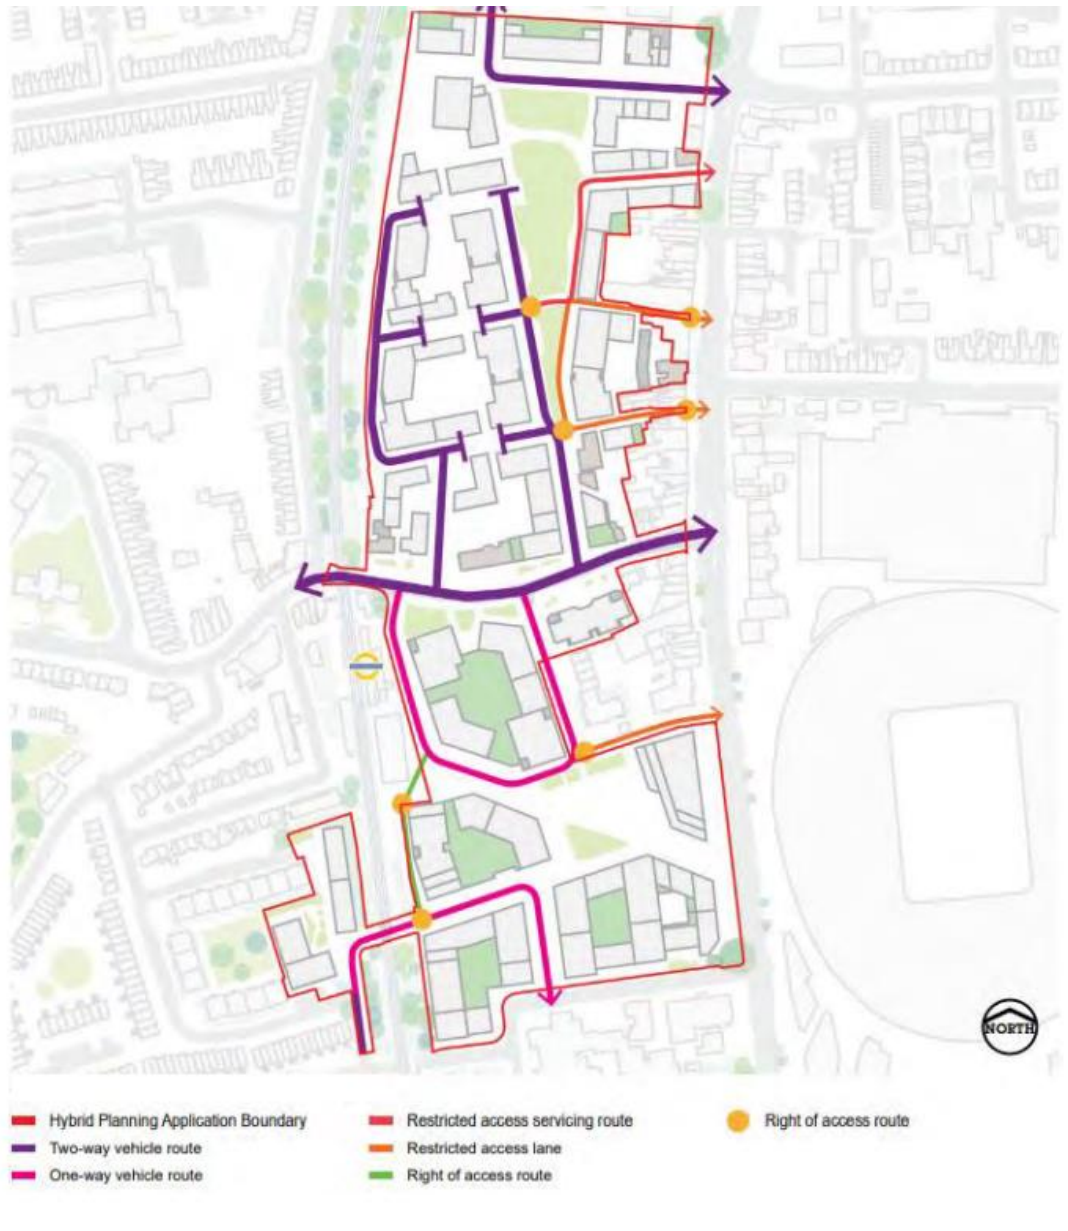 NORTH
Hybrid Planning Application Boundary
Two-way vehicle route
One-way vehicle route
Restricted access servicing route
Restricted access lane
Right of access route
Right of access route